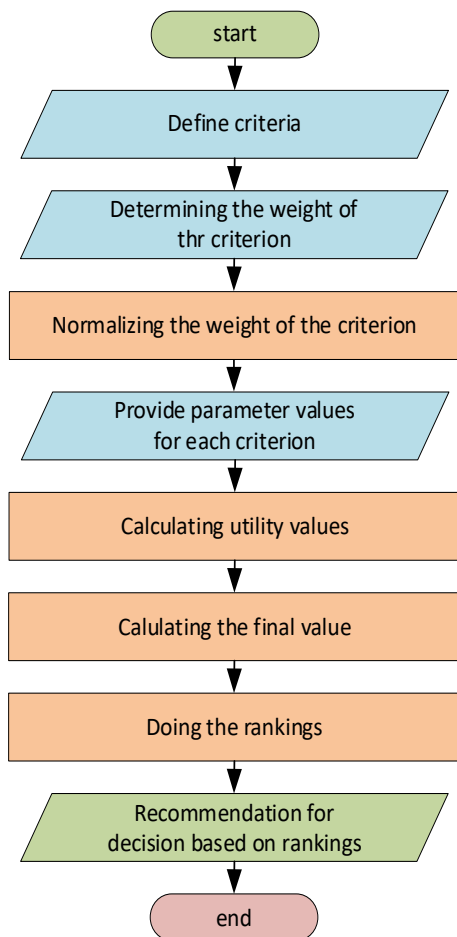 start
Define criteria
Determining the weight of
thr criterion
Normalizing the weight of the criterion
Provide parameter values
for each criterion
Calculating utility values
Calulating the final value
Doing the rankings
Recommendation for
decision based on rankings
end